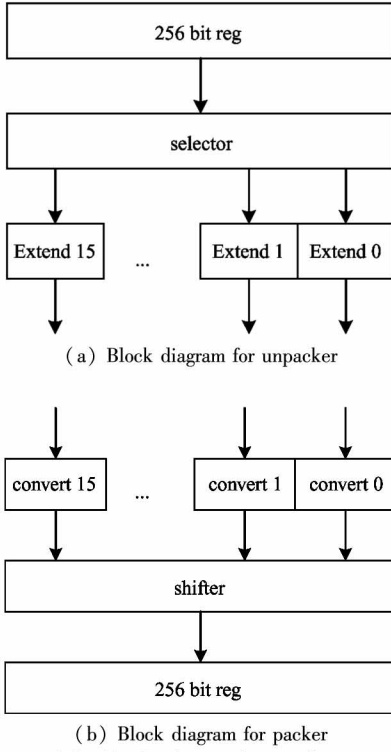 256 bit reg
selector
Extend 15 ... Extend 1 Extend 0
(a) Block diagram for unpacker
convert 15 ... convert 1 convert 0
shifter
256 bit reg
(b) Block diagram for packer